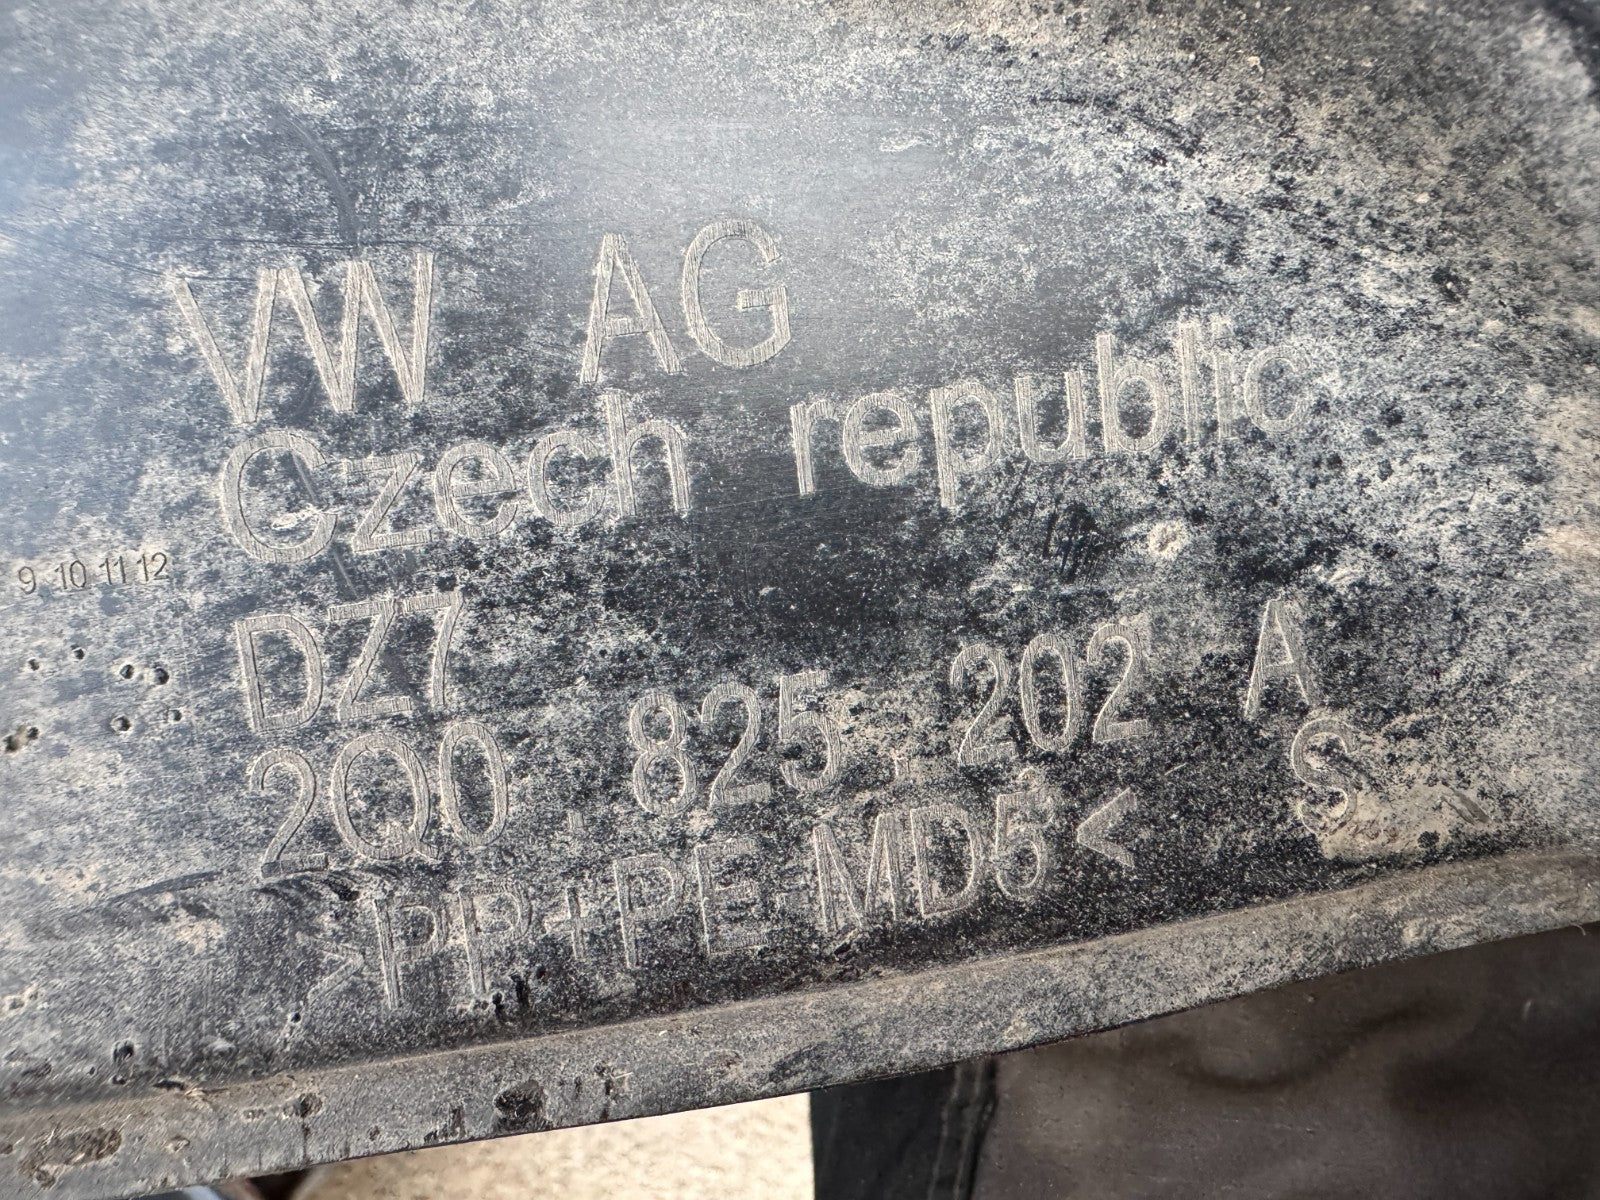 VW AG
Czech republic
9 10 11 12
DZ7
2Q0.825.202 A
S
>PP+PE-MD5<